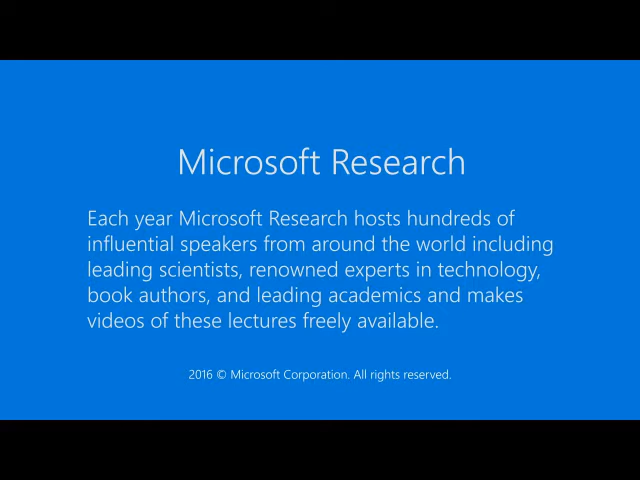 Microsoft Research
Each year Microsoft Research hosts hundreds of
influential speakers from around the world including
leading scientists, renowned experts in technology,
book authors, and leading academics and makes
videos of these lectures freely available.
2016 © Microsoft Corporation. All rights reserved.